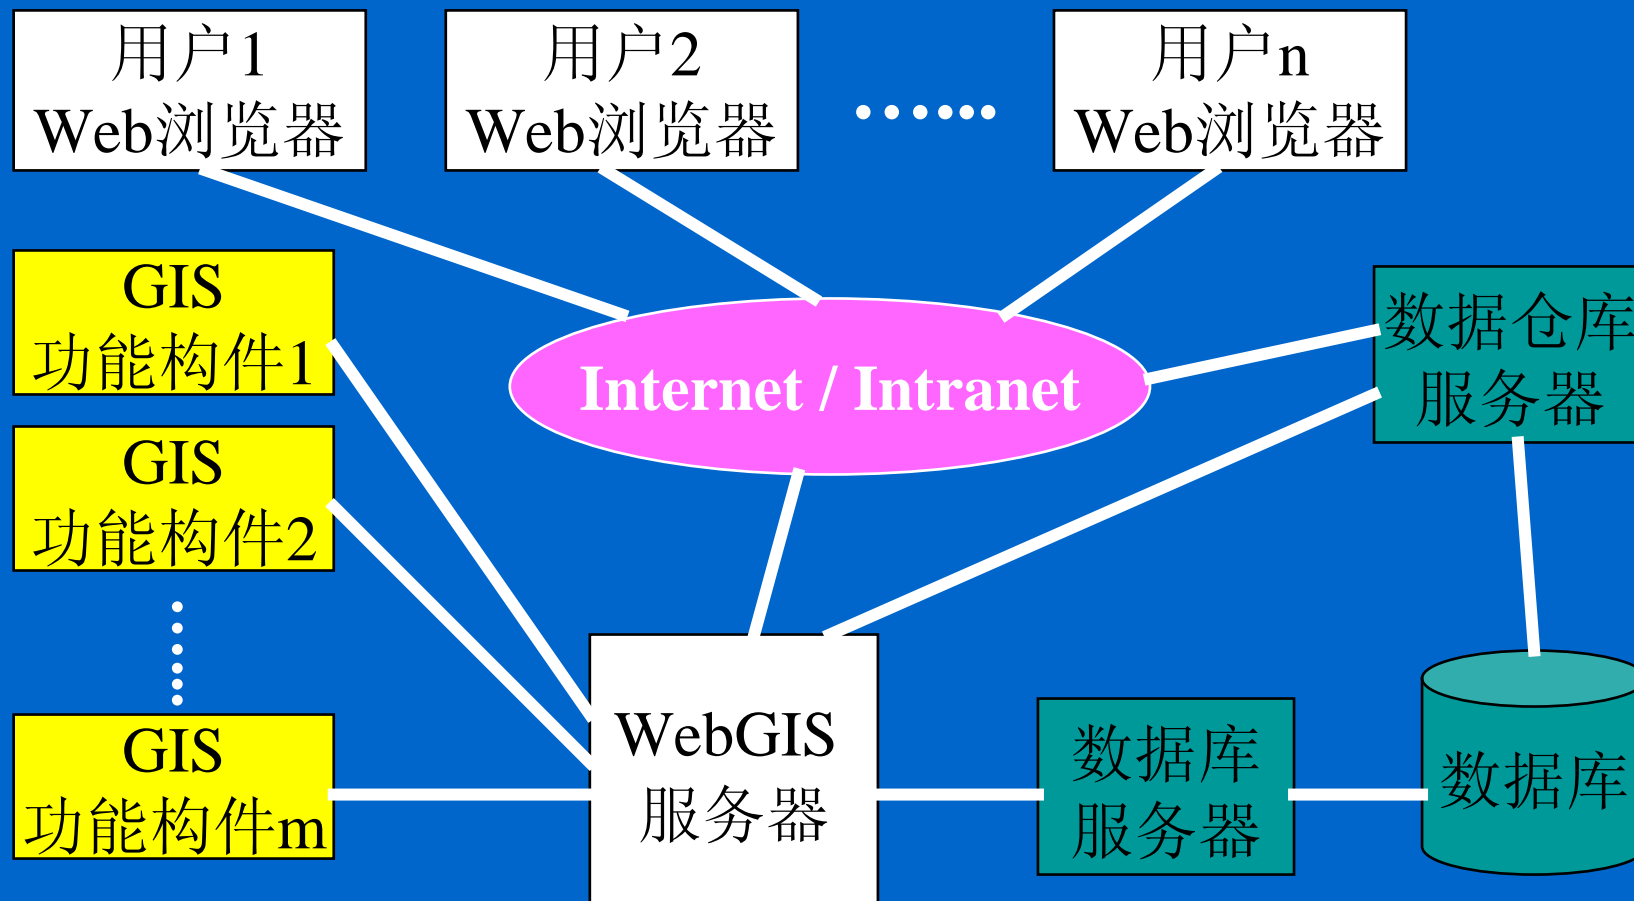 用户1
Web浏览器
用户2
Web浏览器
……
用户n
Web浏览器
GIS
功能构件1
Internet / Intranet
数据仓库
服务器
GIS
功能构件2
……
GIS
功能构件m
WebGIS
服务器
数据库
服务器
数据库